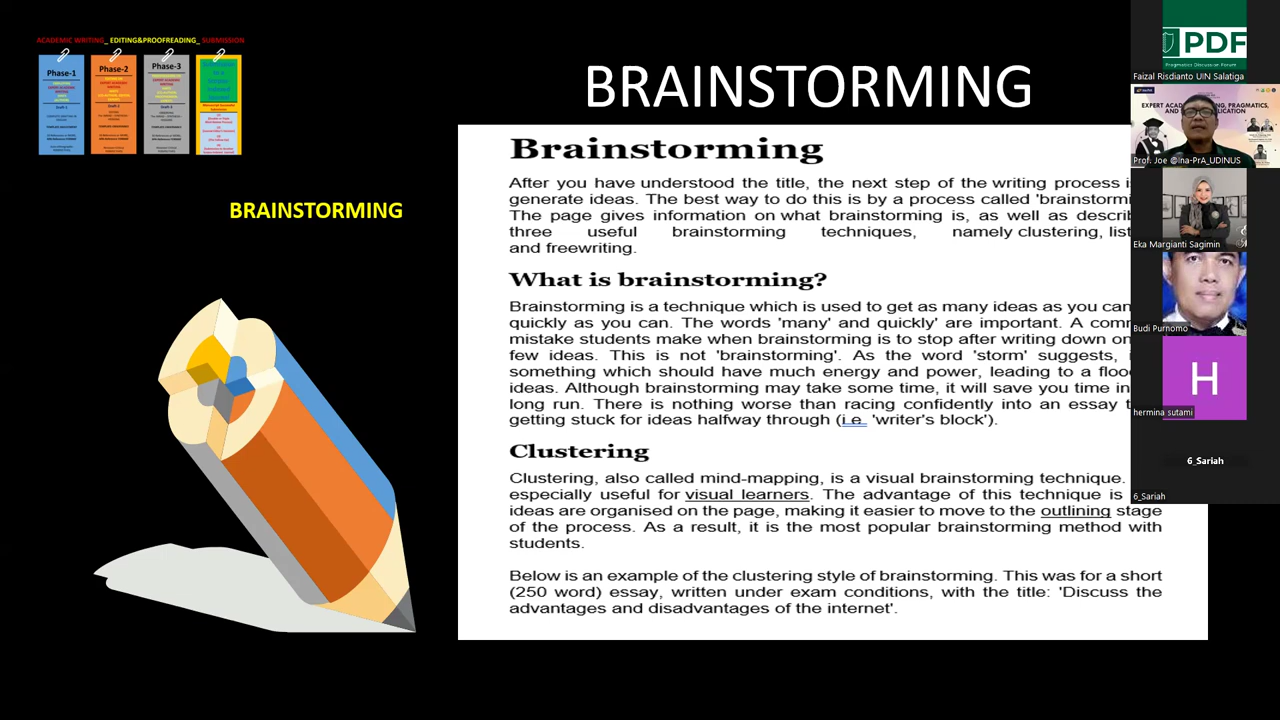 ACADEMIC WRITING_ EDITING&PROOFREADING_ SUBMISSION
Phase-1
Phase-2
Phase-3
BRAINSTORMING
BRAINSTORMING
Brainstorming
After you have understood the title, the next step of the writing process
generate ideas. The best way to do this is by a process called
The page gives information on what brainstorming is, as well as
three useful brainstorming techniques, namely clustering,
and freewriting.
What is brainstorming?
Brainstorming is a technique which is used to get as many ideas as you can
quickly as you can. The words 'many' and quickly' are important. A
mistake students make when brainstorming is to stop after writing down
few ideas. This is not 'brainstorming'. As the word 'storm' suggests,
something which should have much energy and power, leading to a
ideas. Although brainstorming may take some time, it will save you time in
long run. There is nothing worse than racing confidently into an essay
getting stuck for ideas halfway through (i.e. 'writer's block').
Clustering
Clustering, also called mind-mapping, is a visual brainstorming technique.
especially useful for visual learners. The advantage of this technique is
ideas are organised on the page, making it easier to move to the outlining stage
of the process. As a result, it is the most popular brainstorming method with
students.
Below is an example of the clustering style of brainstorming. This was for a short
(250 word) essay, written under exam conditions, with the title: 'Discuss the
advantages and disadvantages of the internet'.
PDF
Pragmatics Discussion Forum
Faizal Risdianto UIN Salatiga
Prof. Joe @Ina-PrA_UDINUS
Eka Margianti Sagimin
Budi Purnomo
H
hermina sutami
6_Sariah
6_Sariah